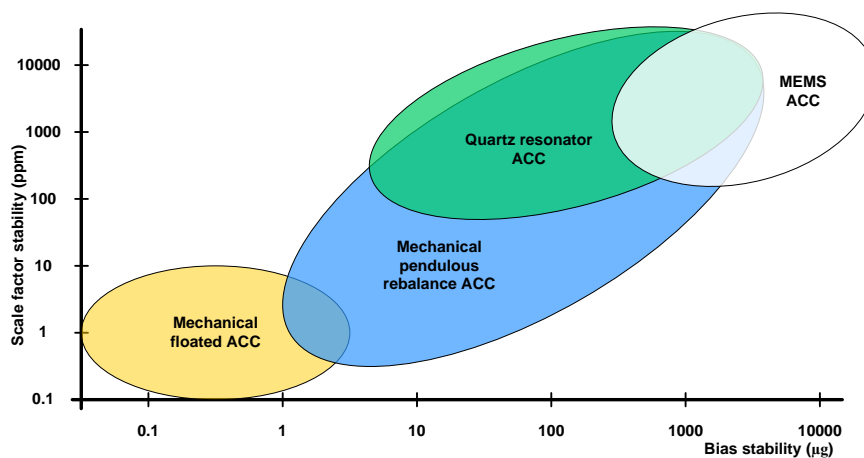 Scale factor stability (ppm)
10000
1000
100
10
1
0.1
MEMS
ACC
Quartz resonator
ACC
Mechanical
pendulous
rebalance ACC
Mechanical
floated ACC
0.1
1
10
100
1000
10000
Bias stability (μg)